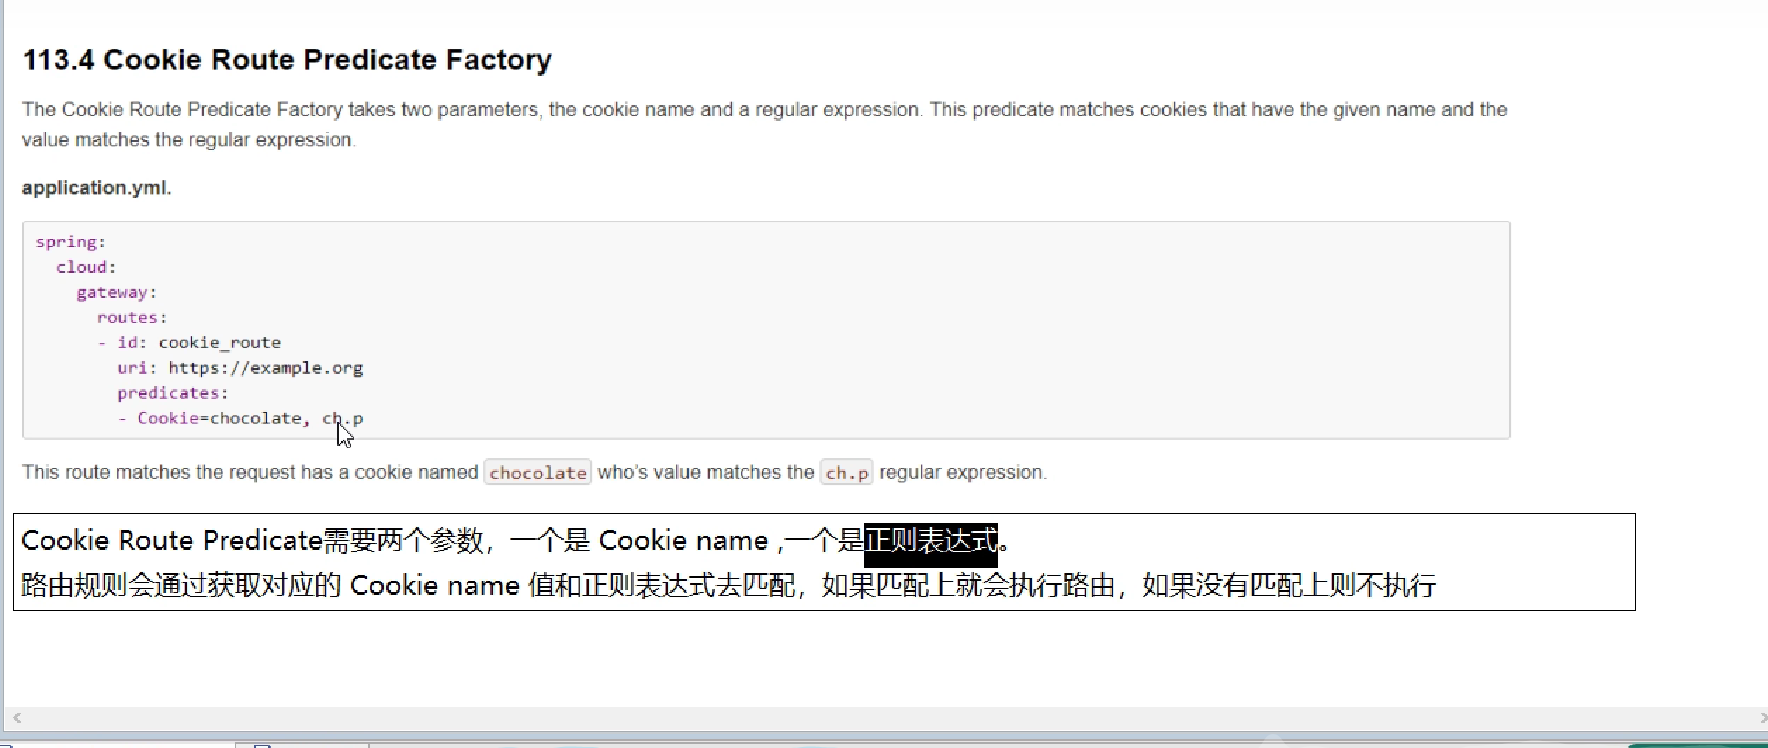 113.4 Cookie Route Predicate Factory
The Cookie Route Predicate Factory takes two parameters, the cookie name and a regular expression. This predicate matches cookies that have the given name and the
value matches the regular expression.
application.yml.
spring:
  cloud:
    gateway:
      routes:
      - id: cookie_route
        uri: https://example.org
        predicates:
        - Cookie=chocolate, ch.p
This route matches the request has a cookie named chocolate who's value matches the ch.p regular expression.
Cookie Route Predicate需要两个参数，一个是 Cookie name ,一个是正则表达式。
路由规则会通过获取对应的 Cookie name 值和正则表达式去匹配，如果匹配上就会执行路由，如果没有匹配上则不执行